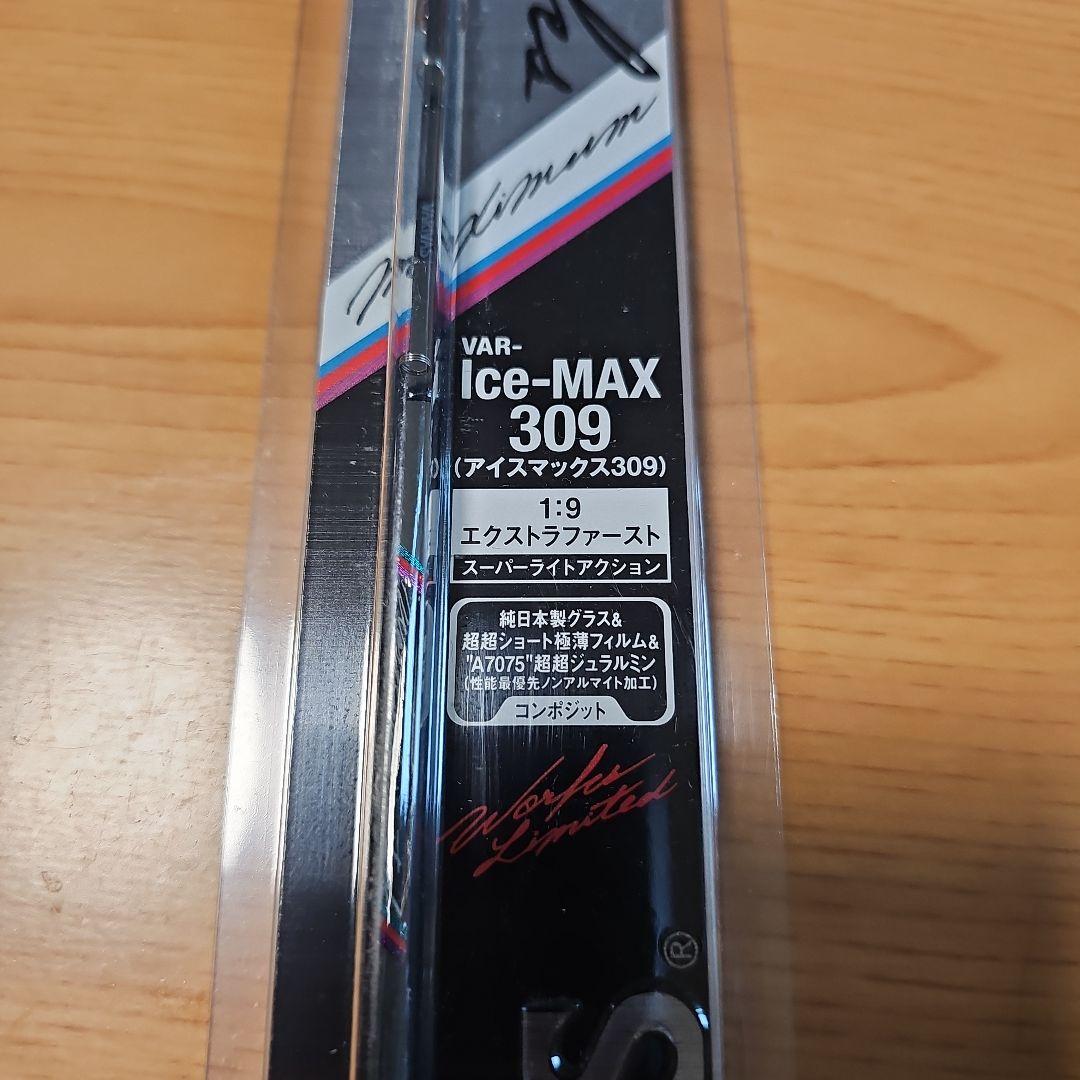 Maximum
VARIVAS
VAR-
Ice-MAX
309
(アイスマックス309)
1:9
エクストラファースト
スーパーライトアクション
純日本製グラス&
超超ショート極薄フィルム&
"A7075"超超ジュラルミン
(性能最優先ノンアルマイト加工)
コンポジット
Works
Limited
®
S